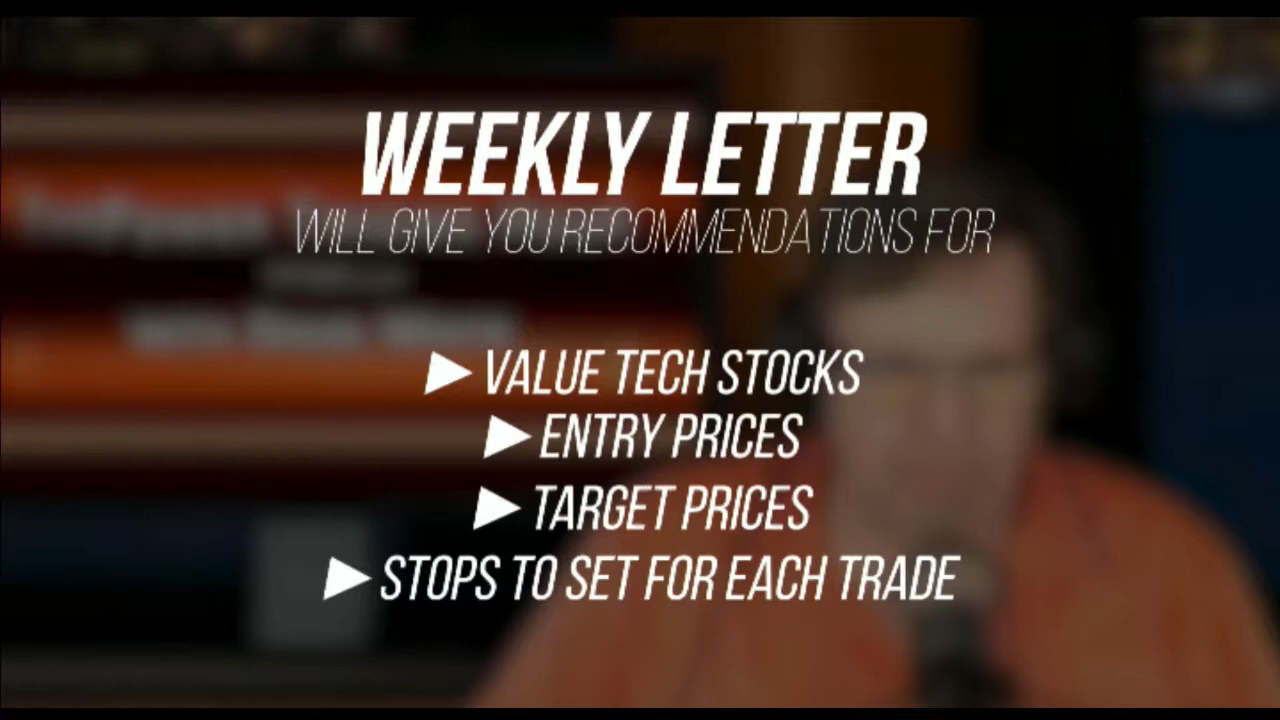 WEEKLY LETTER
WILL GIVE YOU RECOMMENDATIONS FOR
▶ VALUE TECH STOCKS
▶ ENTRY PRICES
▶ TARGET PRICES
▶ STOPS TO SET FOR EACH TRADE